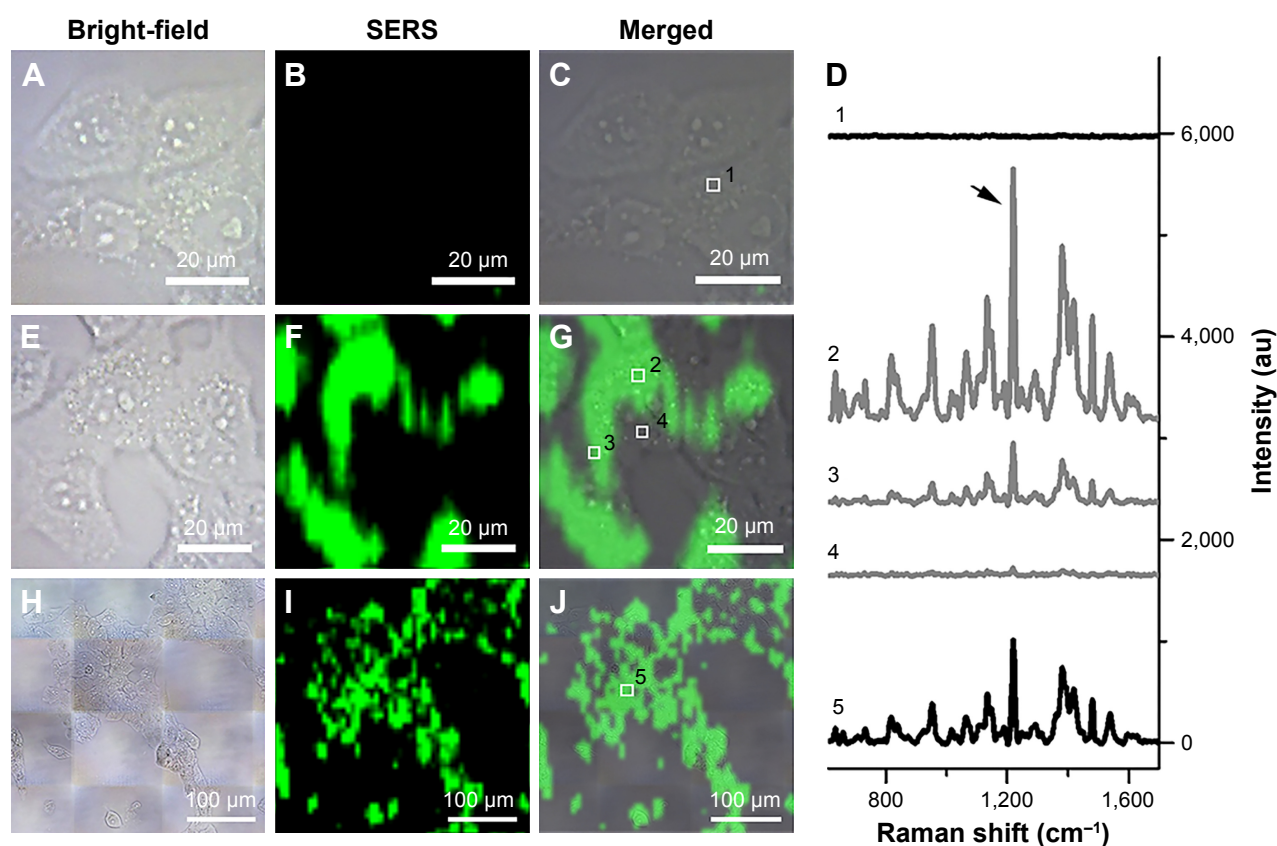 Bright-field SERS Merged
A B C D
1
1
6,000
20 µm 20 µm 20 µm
E F G
2
4
3
2
4,000
3
4
2,000
20 µm 20 µm 20 µm
H I J
5
5
0
100 µm 100 µm 100 µm
Intensity (au)
800 1,200 1,600
Raman shift (cm⁻¹)